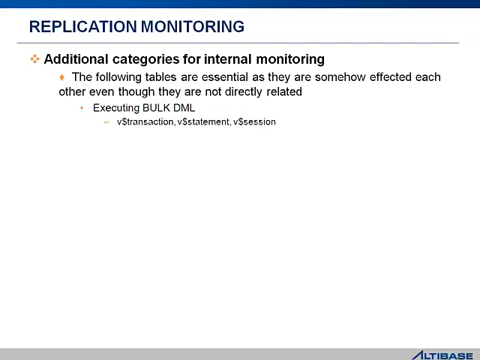 REPLICATION MONITORING
Additional categories for internal monitoring
The following tables are essential as they are somehow effected each
other even though they are not directly related
Executing BULK DML
v$transaction, v$statement, v$session
ALTIBASE